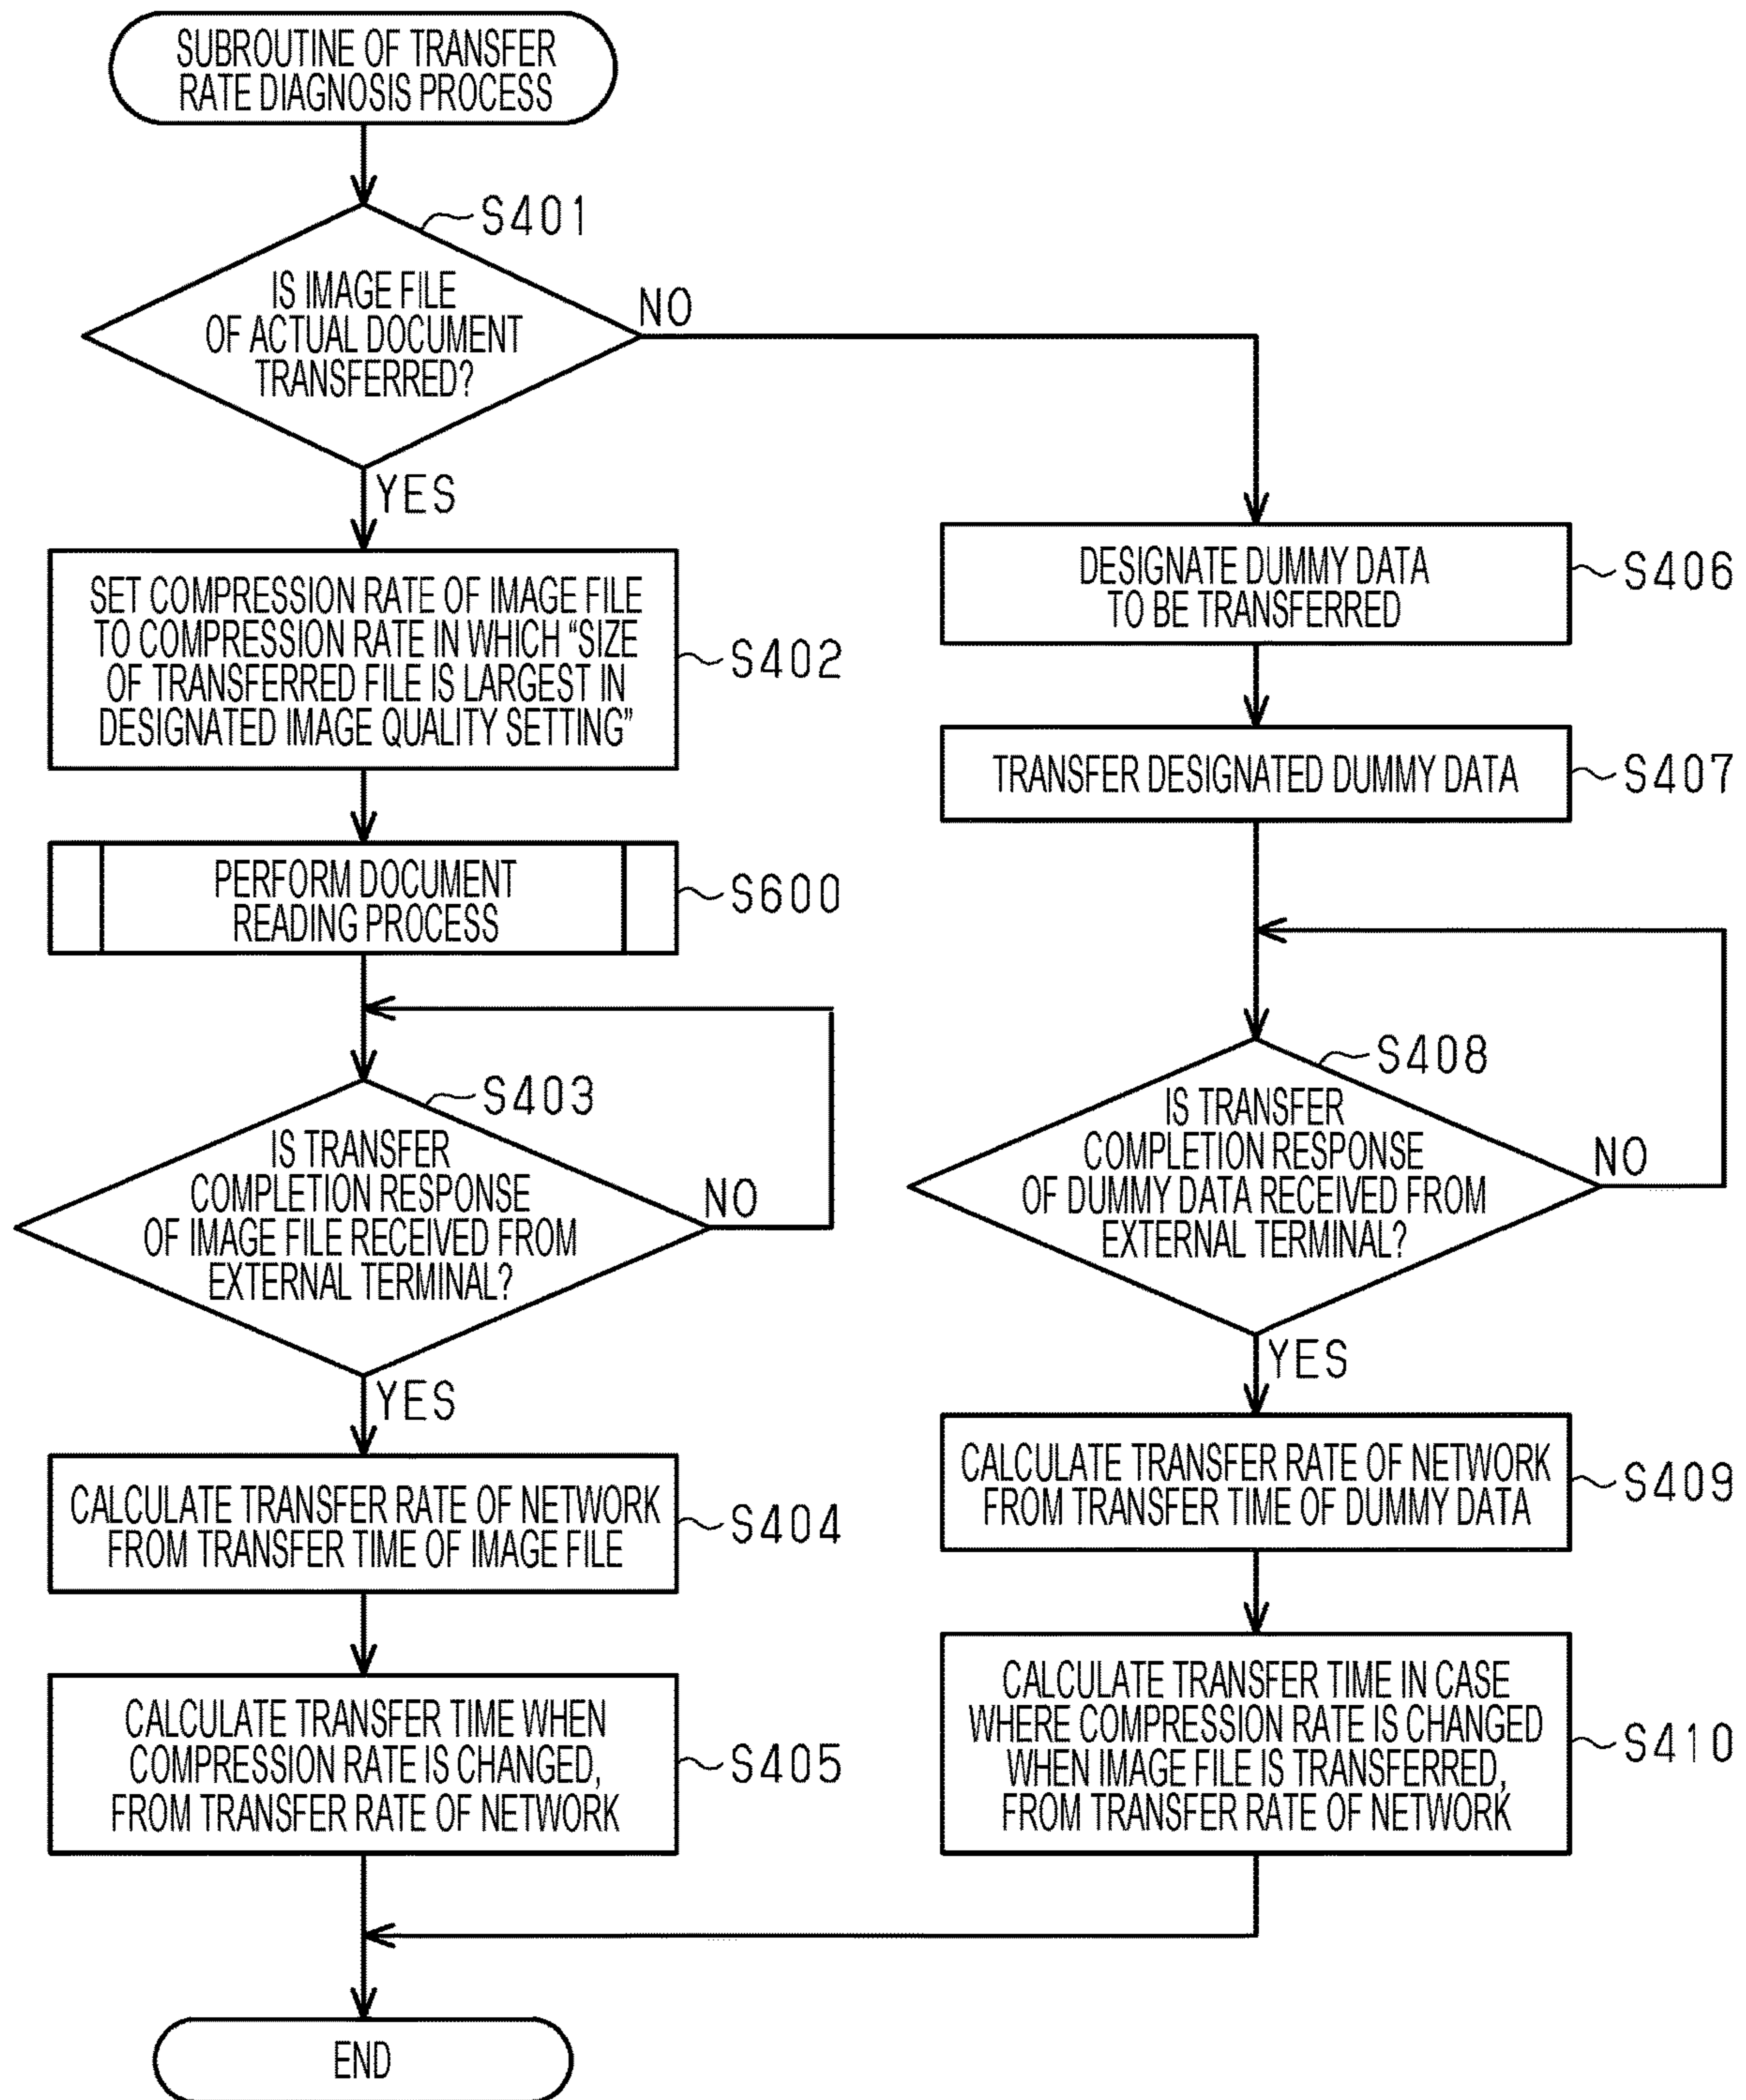 SUBROUTINE OF TRANSFER
RATE DIAGNOSIS PROCESS
S401
IS IMAGE FILE
OF ACTUAL DOCUMENT
TRANSFERRED?
NO
YES
SET COMPRESSION RATE OF IMAGE FILE
TO COMPRESSION RATE IN WHICH “SIZE
OF TRANSFERRED FILE IS LARGEST IN
DESIGNATED IMAGE QUALITY SETTING”
S402
PERFORM DOCUMENT
READING PROCESS
S600
S403
IS TRANSFER
COMPLETION RESPONSE
OF IMAGE FILE RECEIVED FROM
EXTERNAL TERMINAL?
NO
YES
CALCULATE TRANSFER RATE OF NETWORK
FROM TRANSFER TIME OF IMAGE FILE
S404
CALCULATE TRANSFER TIME WHEN
COMPRESSION RATE IS CHANGED,
FROM TRANSFER RATE OF NETWORK
S405
DESIGNATE DUMMY DATA
TO BE TRANSFERRED
S406
TRANSFER DESIGNATED DUMMY DATA
S407
S408
IS TRANSFER
COMPLETION RESPONSE
OF DUMMY DATA RECEIVED FROM
EXTERNAL TERMINAL?
NO
YES
CALCULATE TRANSFER RATE OF NETWORK
FROM TRANSFER TIME OF DUMMY DATA
S409
CALCULATE TRANSFER TIME IN CASE
WHERE COMPRESSION RATE IS CHANGED
WHEN IMAGE FILE IS TRANSFERRED,
FROM TRANSFER RATE OF NETWORK
S410
END